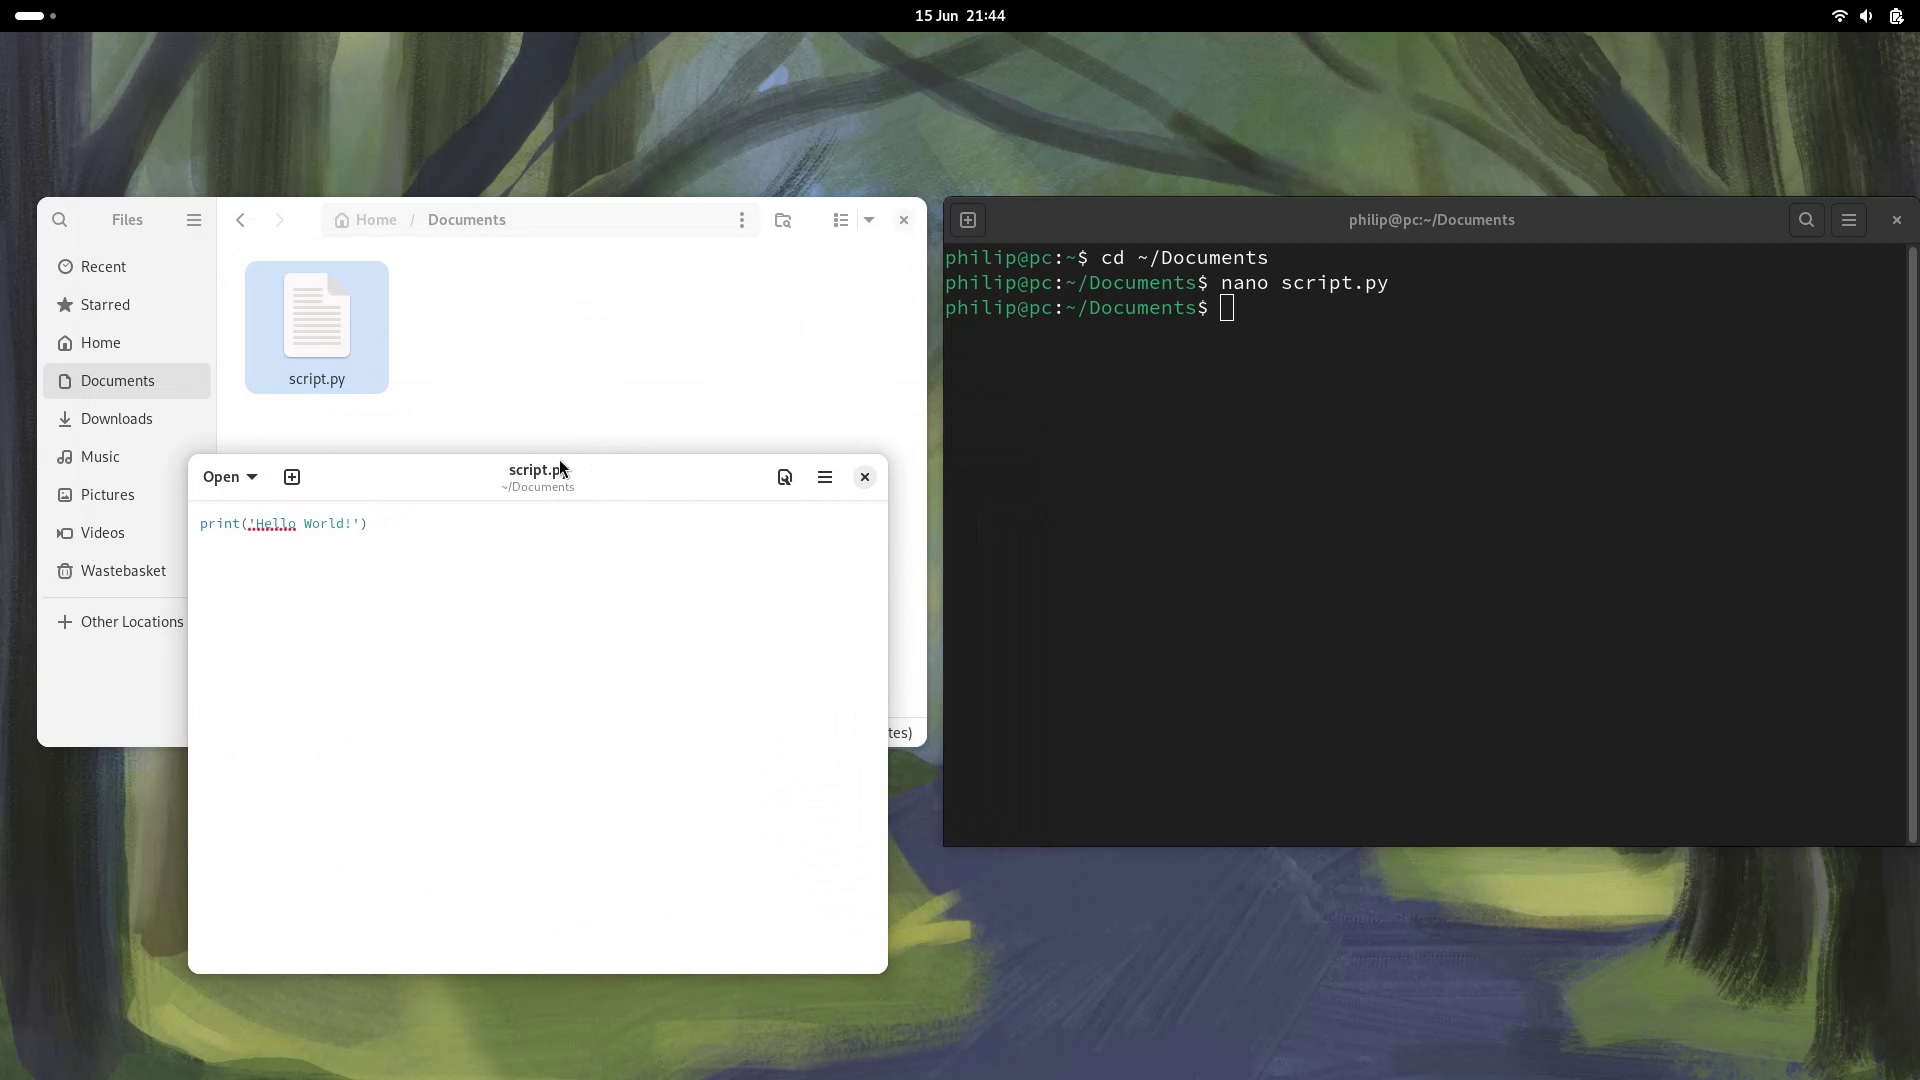 15 Jun 21:44
Files
Home / Documents
Recent
Starred
Home
Documents
Downloads
Music
Pictures
Videos
Wastebasket
Other Locations
script.py
tes)
Open
script.p
~/Documents
print('Hello World!')
philip@pc:~/Documents
philip@pc:~$ cd ~/Documents
philip@pc:~/Documents$ nano script.py
philip@pc:~/Documents$